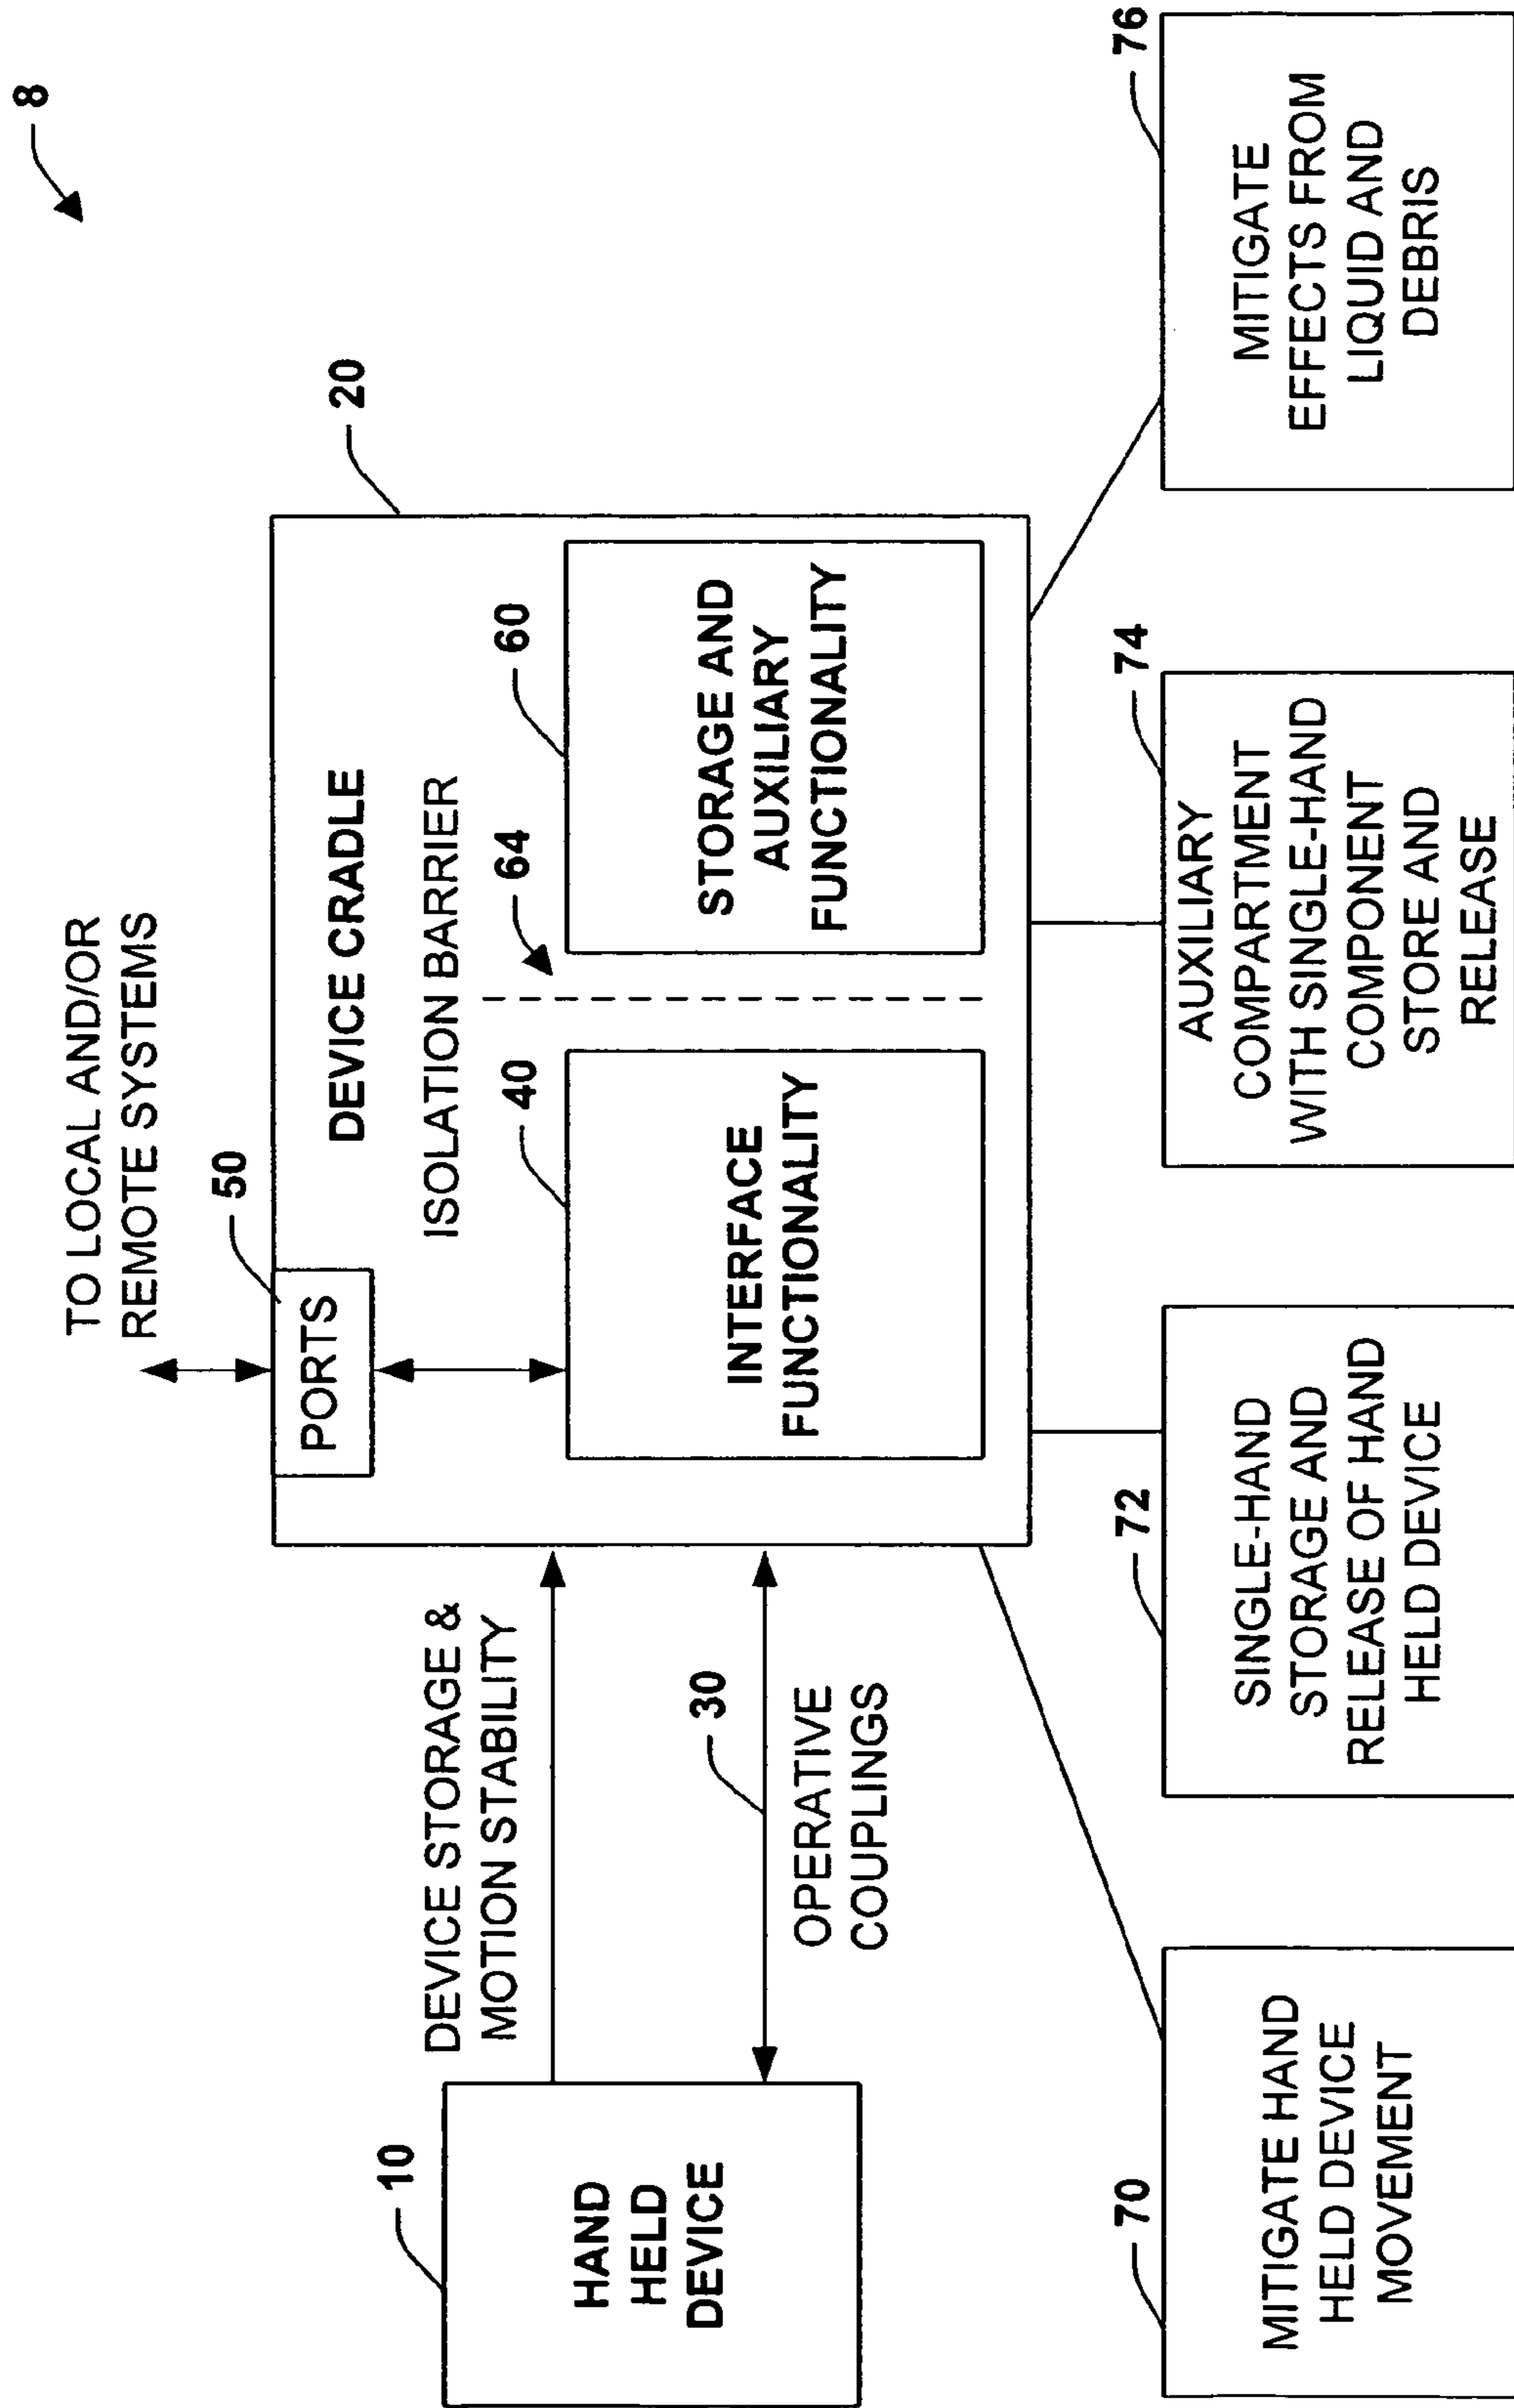 8
TO LOCAL AND/OR
REMOTE SYSTEMS
50
PORTS
DEVICE CRADLE
20
ISOLATION BARRIER
64
40
INTERFACE
FUNCTIONALITY
60
STORAGE AND
AUXILIARY
FUNCTIONALITY
10
HAND
HELD
DEVICE
DEVICE STORAGE &
MOTION STABILITY
30
OPERATIVE
COUPLINGS
70
MITIGATE HAND
HELD DEVICE
MOVEMENT
72
SINGLE-HAND
STORAGE AND
RELEASE OF HAND
HELD DEVICE
74
AUXILIARY
COMPARTMENT
WITH SINGLE-HAND
COMPONENT
STORE AND
RELEASE
76
MITIGATE
EFFECTS FROM
LIQUID AND
DEBRIS